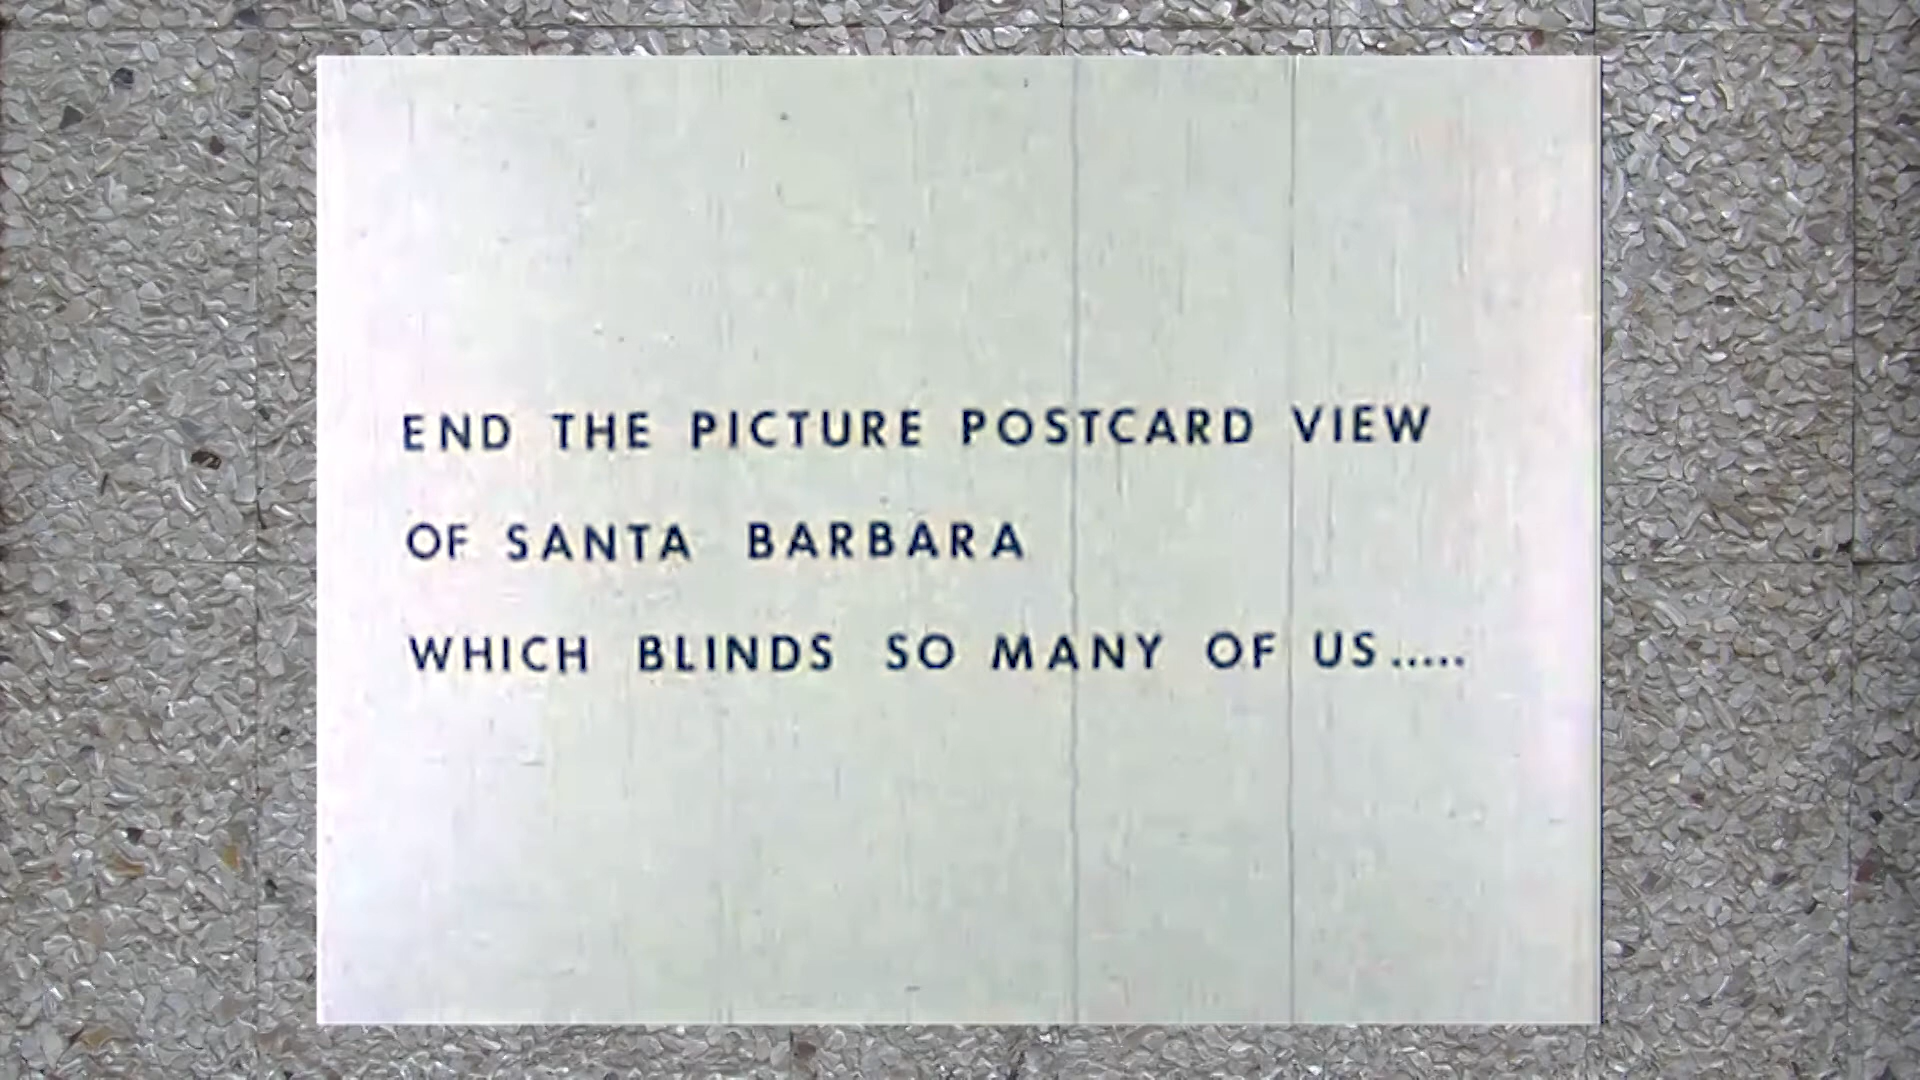 END THE PICTURE POSTCARD VIEW
OF SANTA BARBARA
WHICH BLINDS SO MANY OF US.....